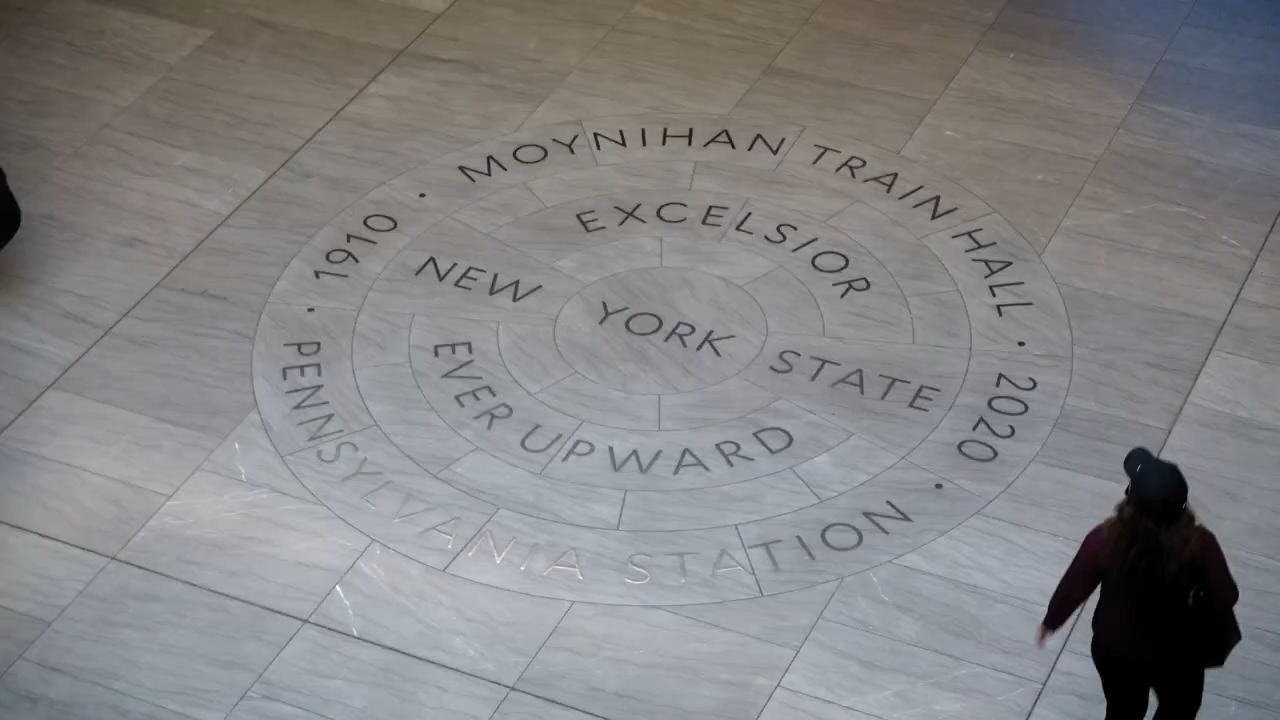 1910 · MOYNIHAN TRAIN HALL · 2020 ·
EXCELSIOR
NEW YORK STATE
EVER UPWARD
PENNSYLVANIA STATION ·